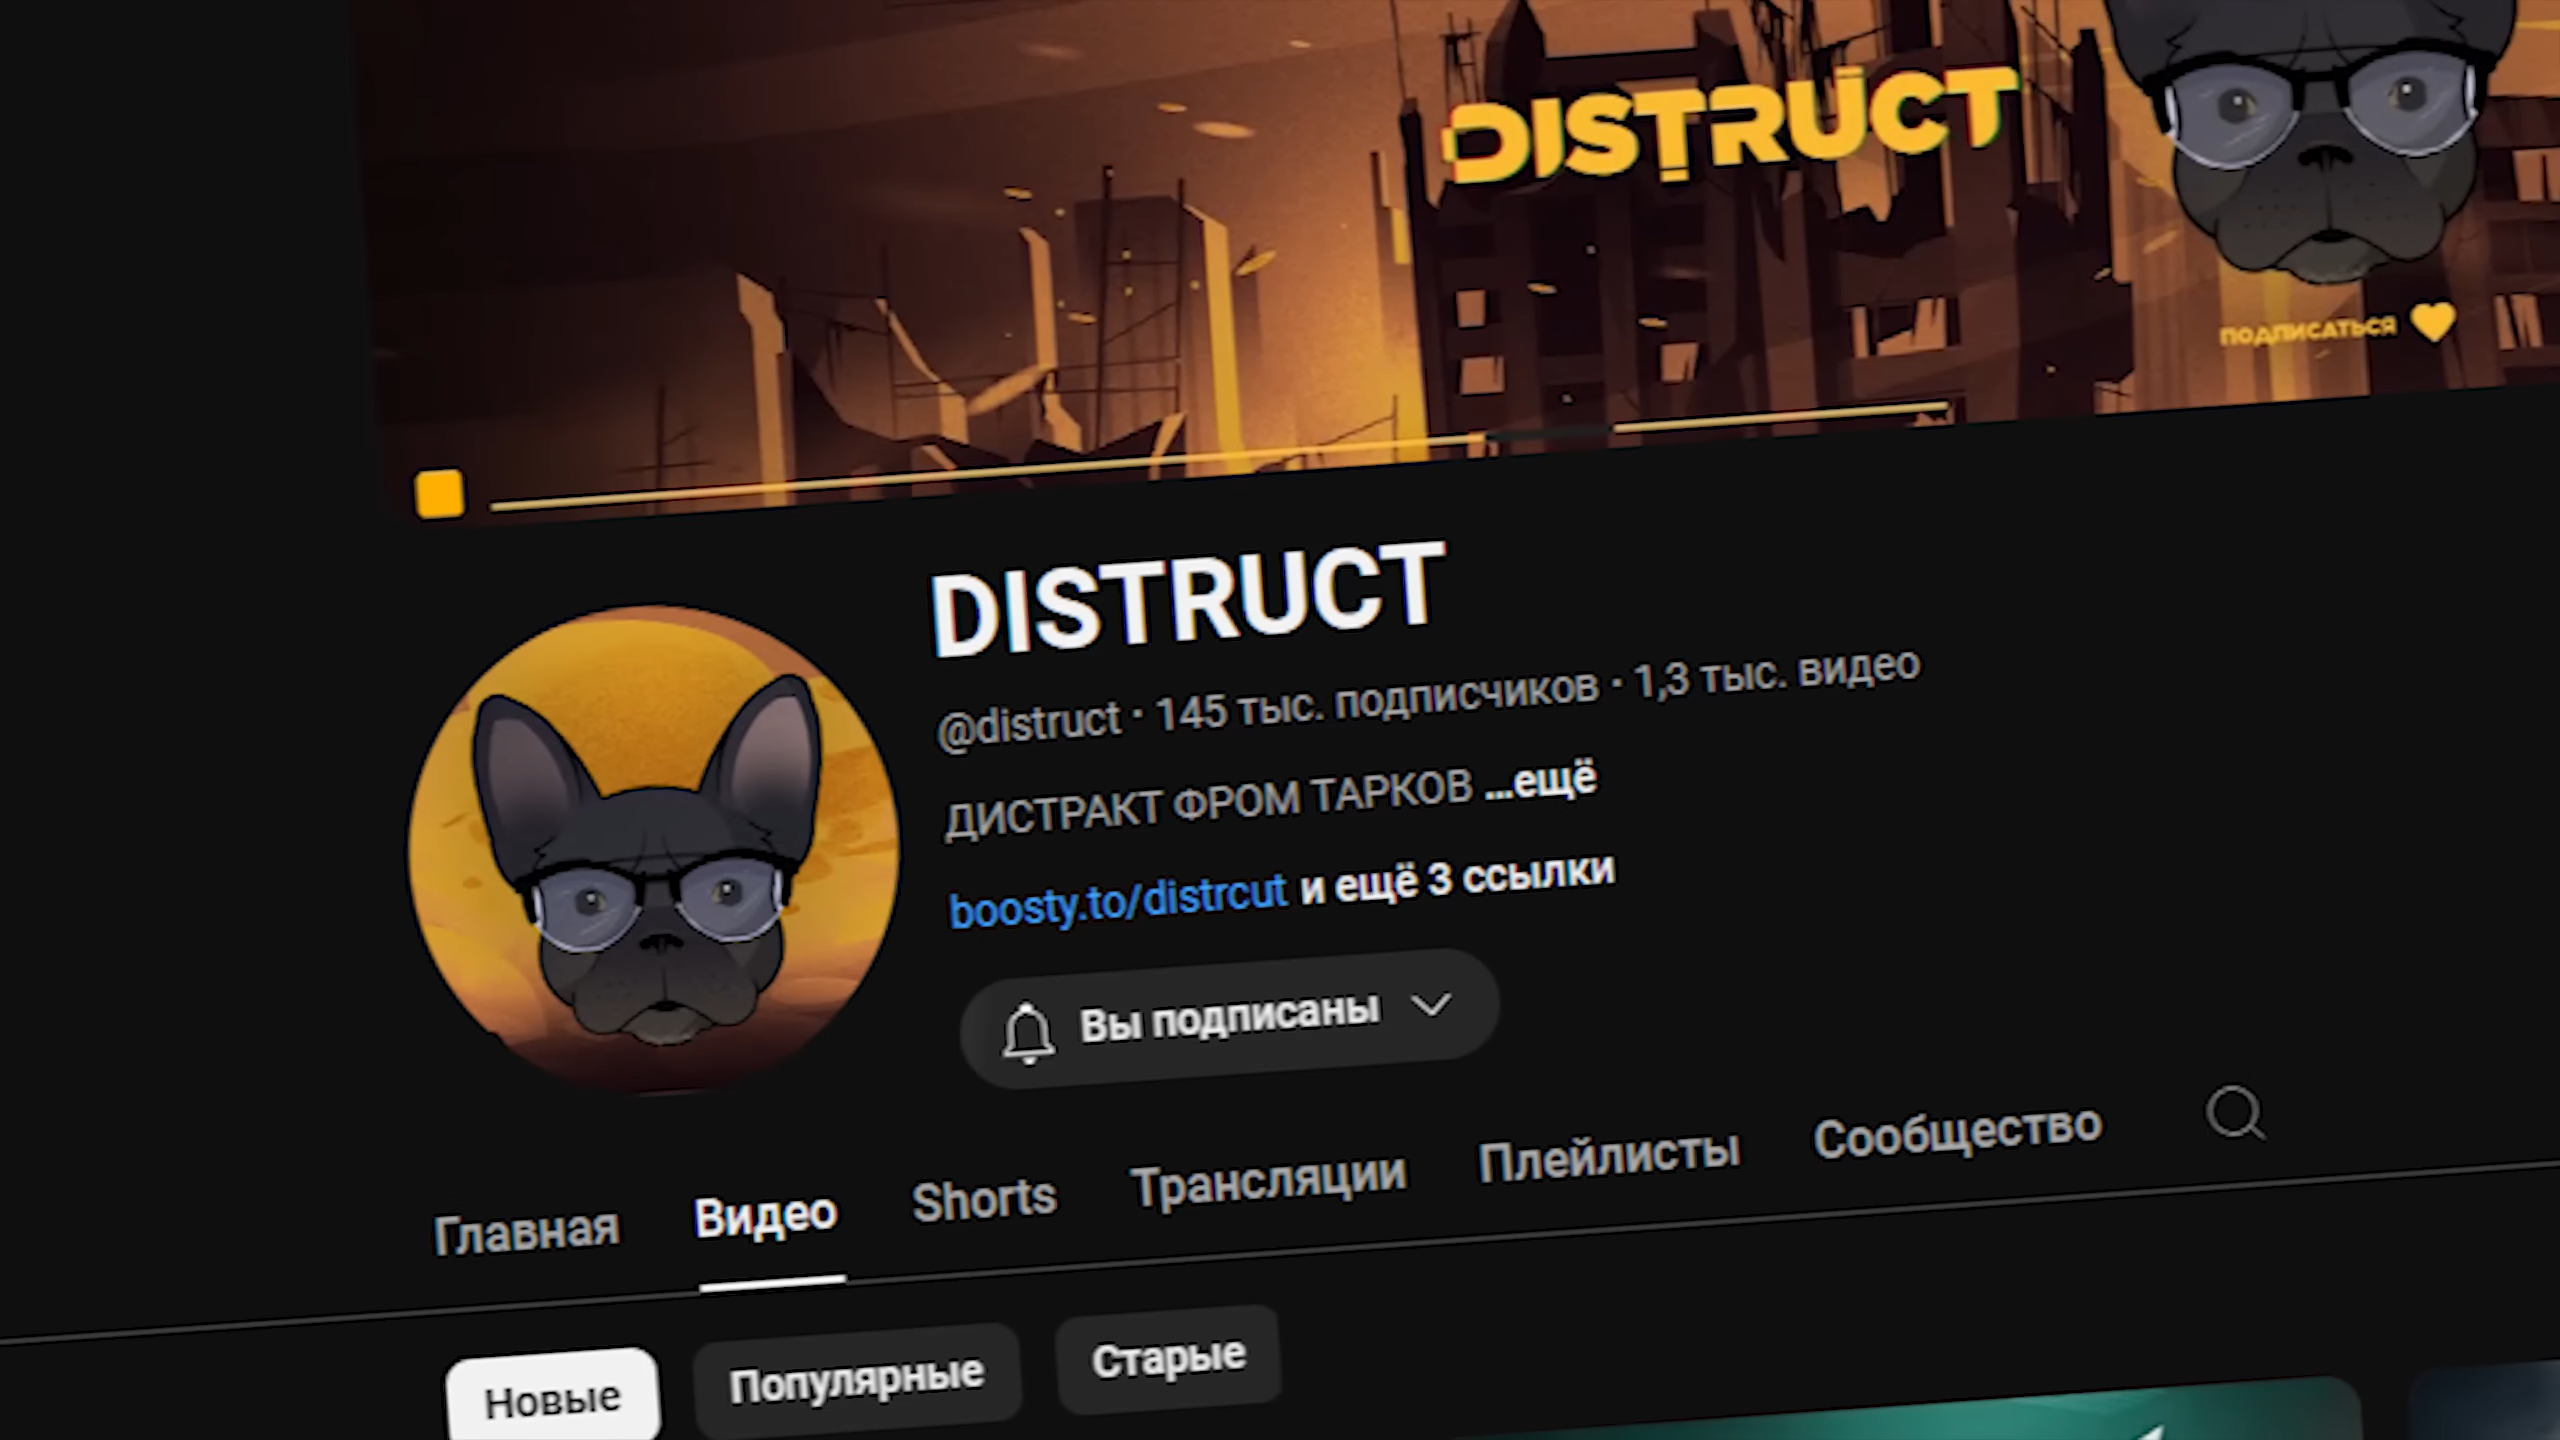 DISTRUCT
ПОДПИСАТЬСЯ
DISTRUCT
@distruct · 145 тыс. подписчиков · 1,3 тыс. видео
ДИСТРАКТ ФРОМ ТАРКОВ ...ещё
boosty.to/distrcut и ещё 3 ссылки
Вы подписаны
Главная Видео Shorts Трансляции Плейлисты Сообщество
Новые Популярные Старые